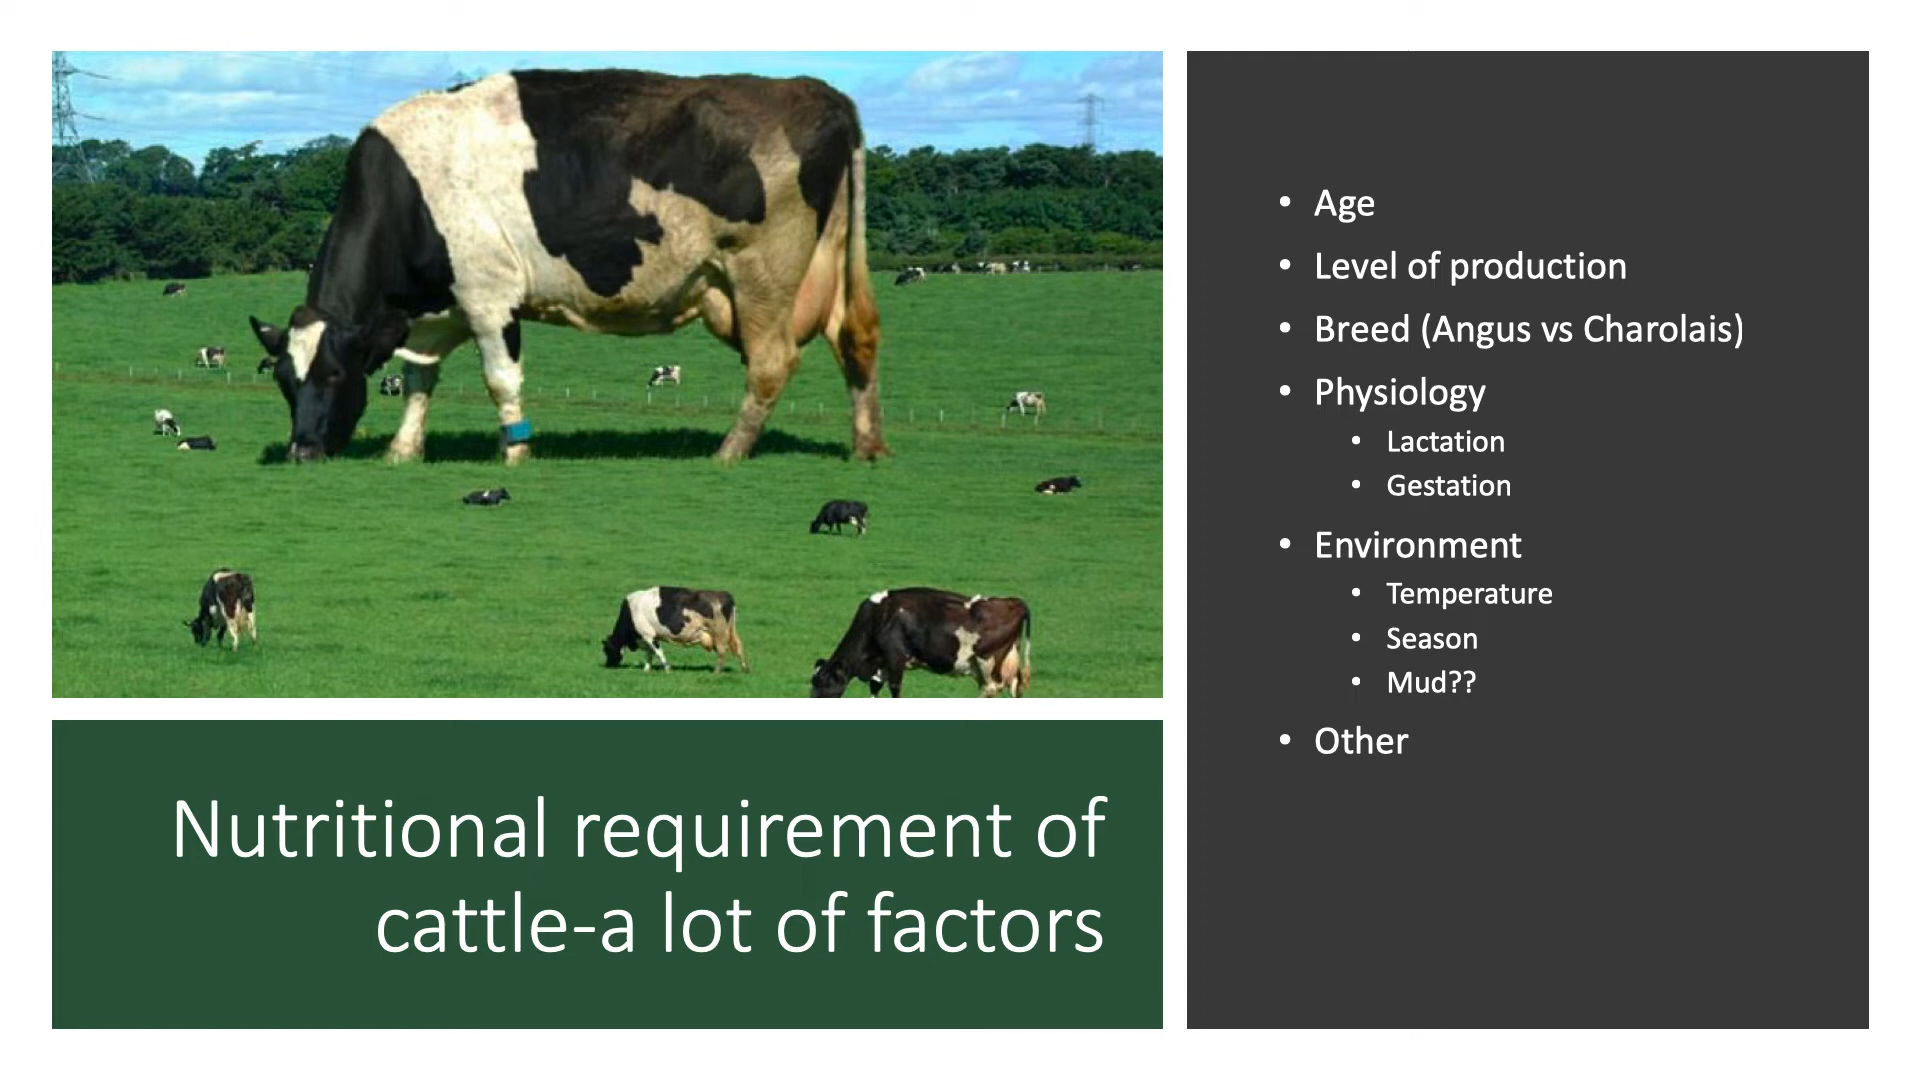 Nutritional requirement of
cattle-a lot of factors
• Age
• Level of production
• Breed (Angus vs Charolais)
• Physiology
• Lactation
• Gestation
• Environment
• Temperature
• Season
• Mud??
• Other